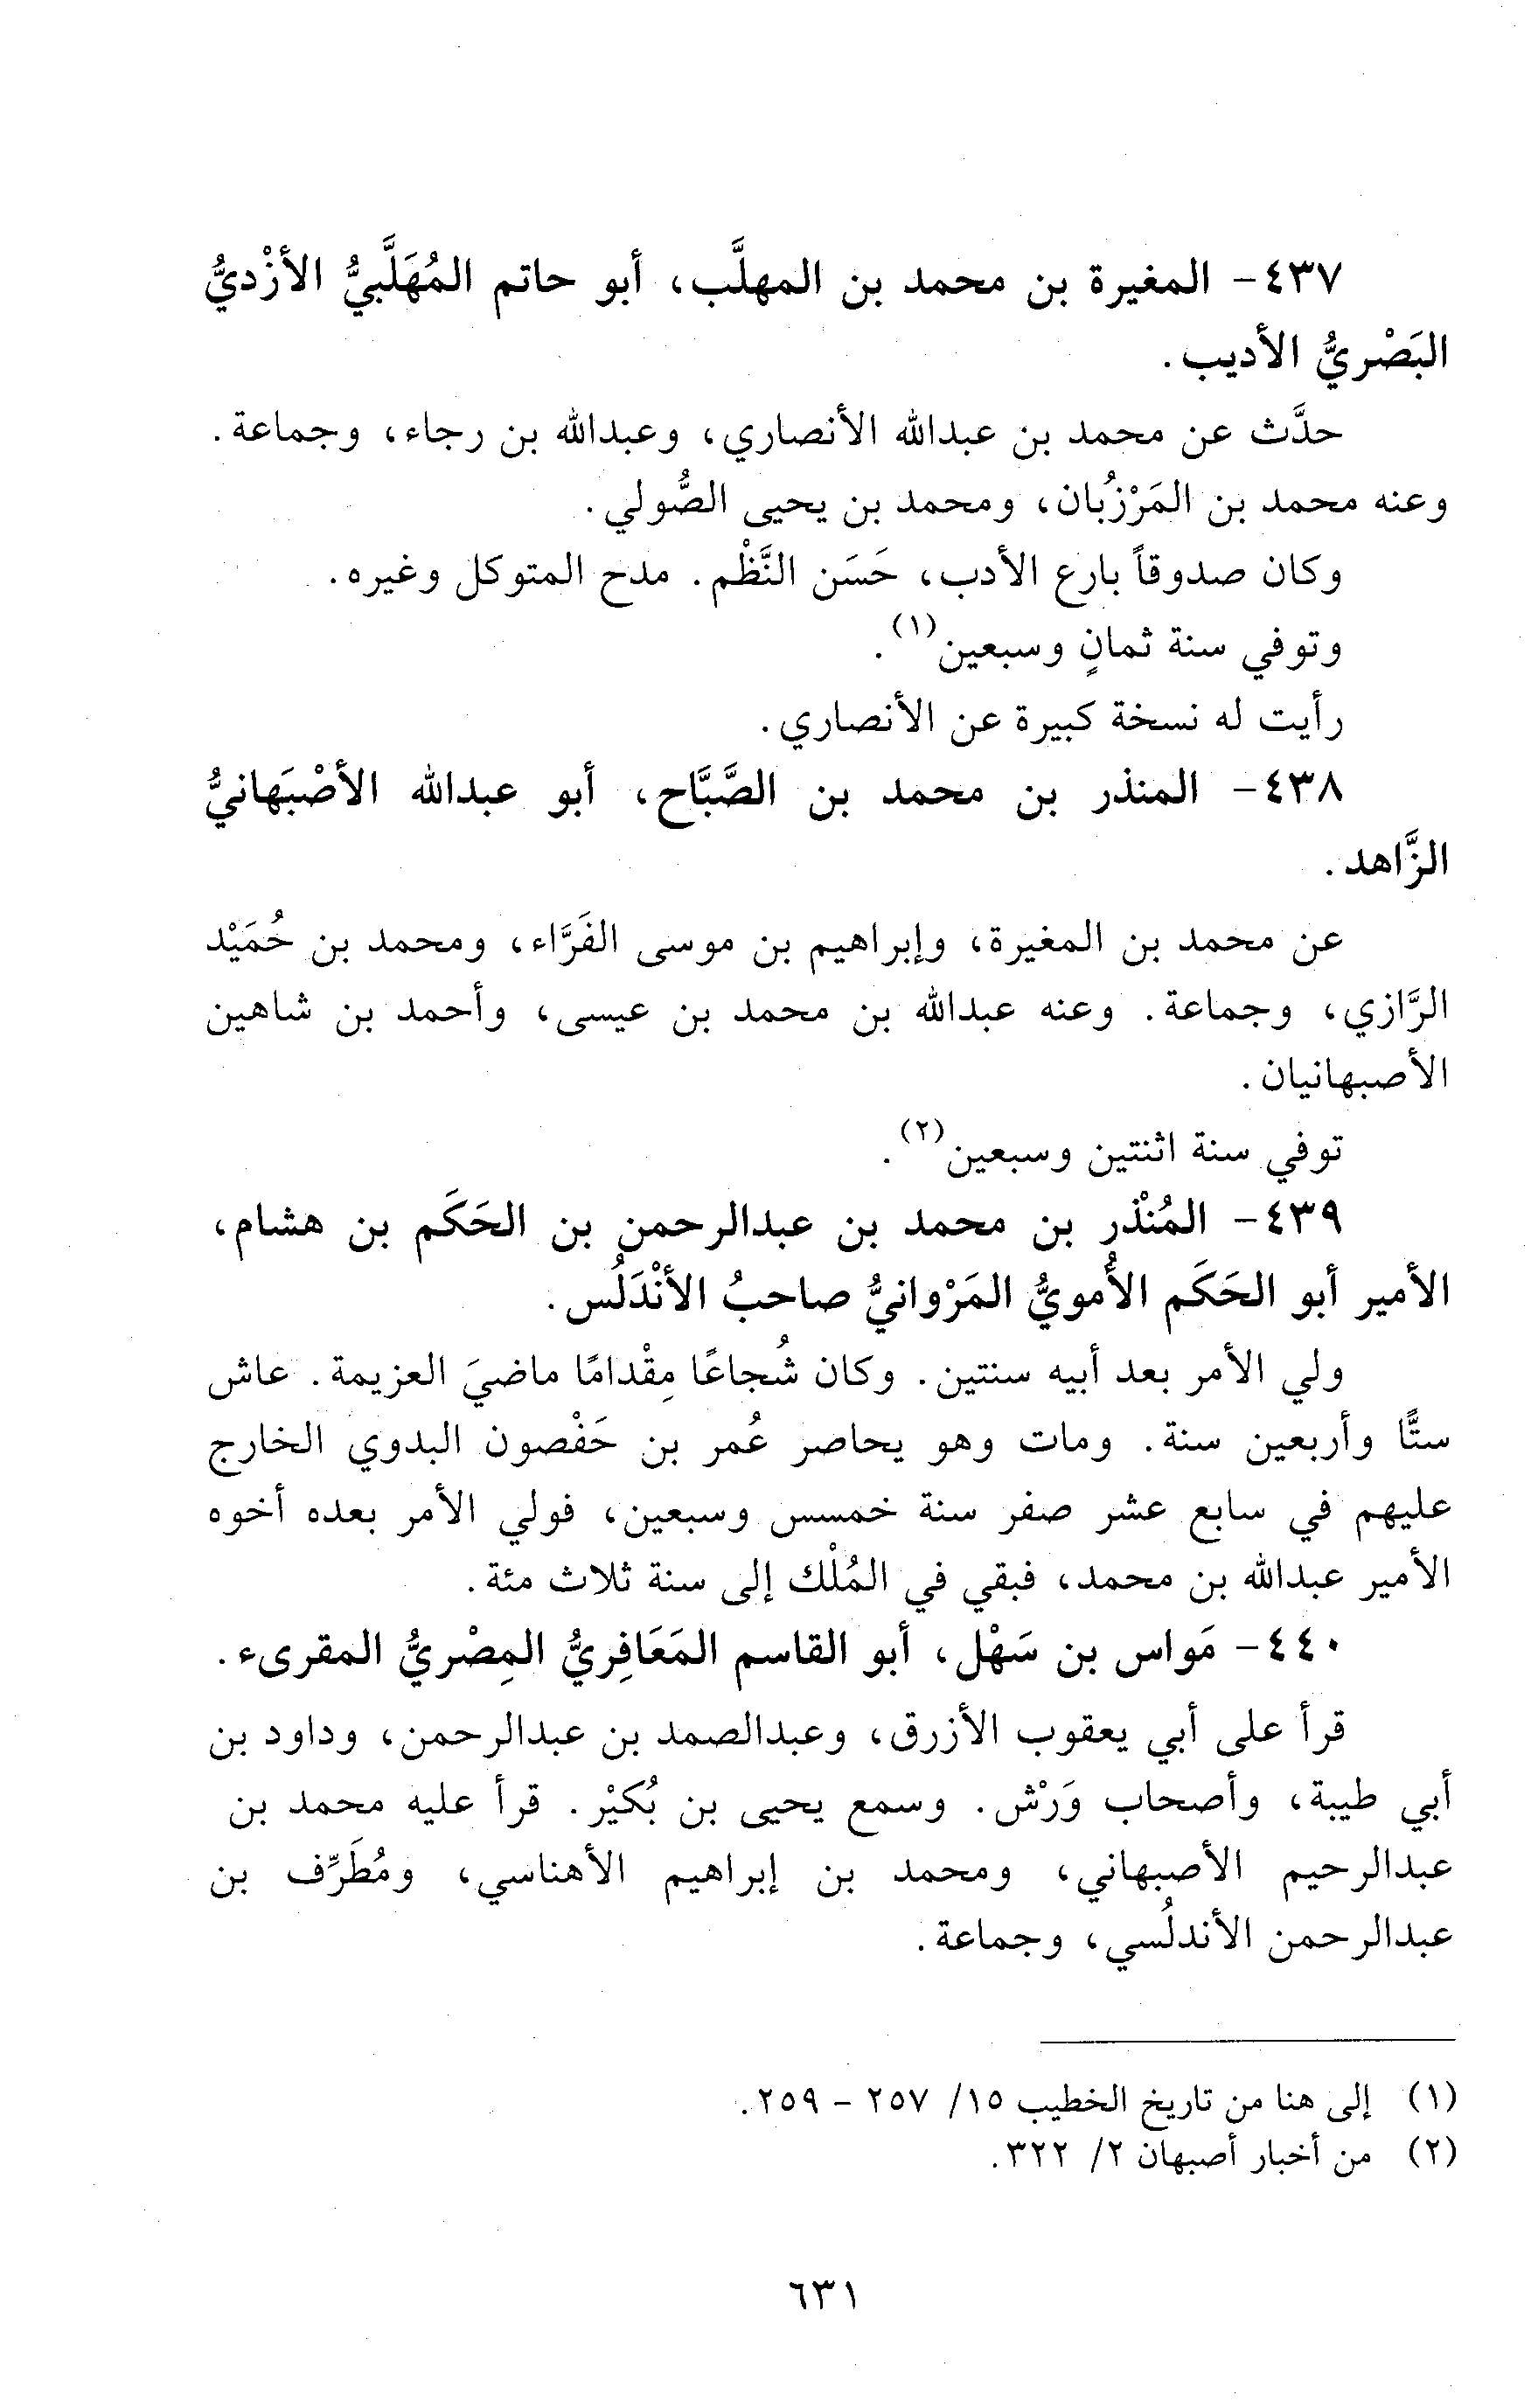 ٤٣٧- المغيرة بن محمد بن المهلَّب، أبو حاتم المُهَلَّبيُّ الأزْديُّ
البَصْريُّ الأديب.
حدَّث عن محمد بن عبدالله الأنصاري، وعبدالله بن رجاء، وجماعة.
وعنه محمد بن المَرْزُبان، ومحمد بن يحيى الصُّولي.
وكان صدوقاً بارع الأدب، حَسَن النَّظْم. مدح المتوكل وغيره.
وتوفي سنة ثمانٍ وسبعين(١).
رأيت له نسخة كبيرة عن الأنصاري.
٤٣٨- المنذر بن محمد بن الصَّبَّاح، أبو عبدالله الأصْبَهانيُّ
الزَّاهد.
عن محمد بن المغيرة، وإبراهيم بن موسى الفَرَّاء، ومحمد بن حُمَيْد
الرَّازي، وجماعة. وعنه عبدالله بن محمد بن عيسى، وأحمد بن شاهين
الأصبهانيان.
توفي سنة اثنتين وسبعين(٢).
٤٣٩- المُنْذر بن محمد بن عبدالرحمن بن الحَكَم بن هشام،
الأمير أبو الحَكَم الأُمويُّ المَرْوانيُّ صاحبُ الأنْدَلُس.
ولي الأمر بعد أبيه سنتين. وكان شُجاعًا مِقْدامًا ماضيَ العزيمة. عاش
ستًّا وأربعين سنة. ومات وهو يحاصر عُمر بن حَفْصون البدوي الخارج
عليهم في سابع عشر صفر سنة خمسس وسبعين، فولي الأمر بعده أخوه
الأمير عبدالله بن محمد، فبقي في المُلْك إلى سنة ثلاث مئة.
٤٤٠- مَواس بن سَهْل، أبو القاسم المَعَافِريُّ المِصْريُّ المقرىء.
قرأ على أبي يعقوب الأزرق، وعبدالصمد بن عبدالرحمن، وداود بن
أبي طيبة، وأصحاب وَرْش. وسمع يحيى بن بُكَيْر. قرأ عليه محمد بن
عبدالرحيم الأصبهاني، ومحمد بن إبراهيم الأهناسي، ومُطَرِّف بن
عبدالرحمن الأندلُسي، وجماعة.
(١) إلى هنا من تاريخ الخطيب ١٥/ ٢٥٧ - ٢٥٩.
(٢) من أخبار أصبهان ٢/ ٣٢٢.
٦٣١